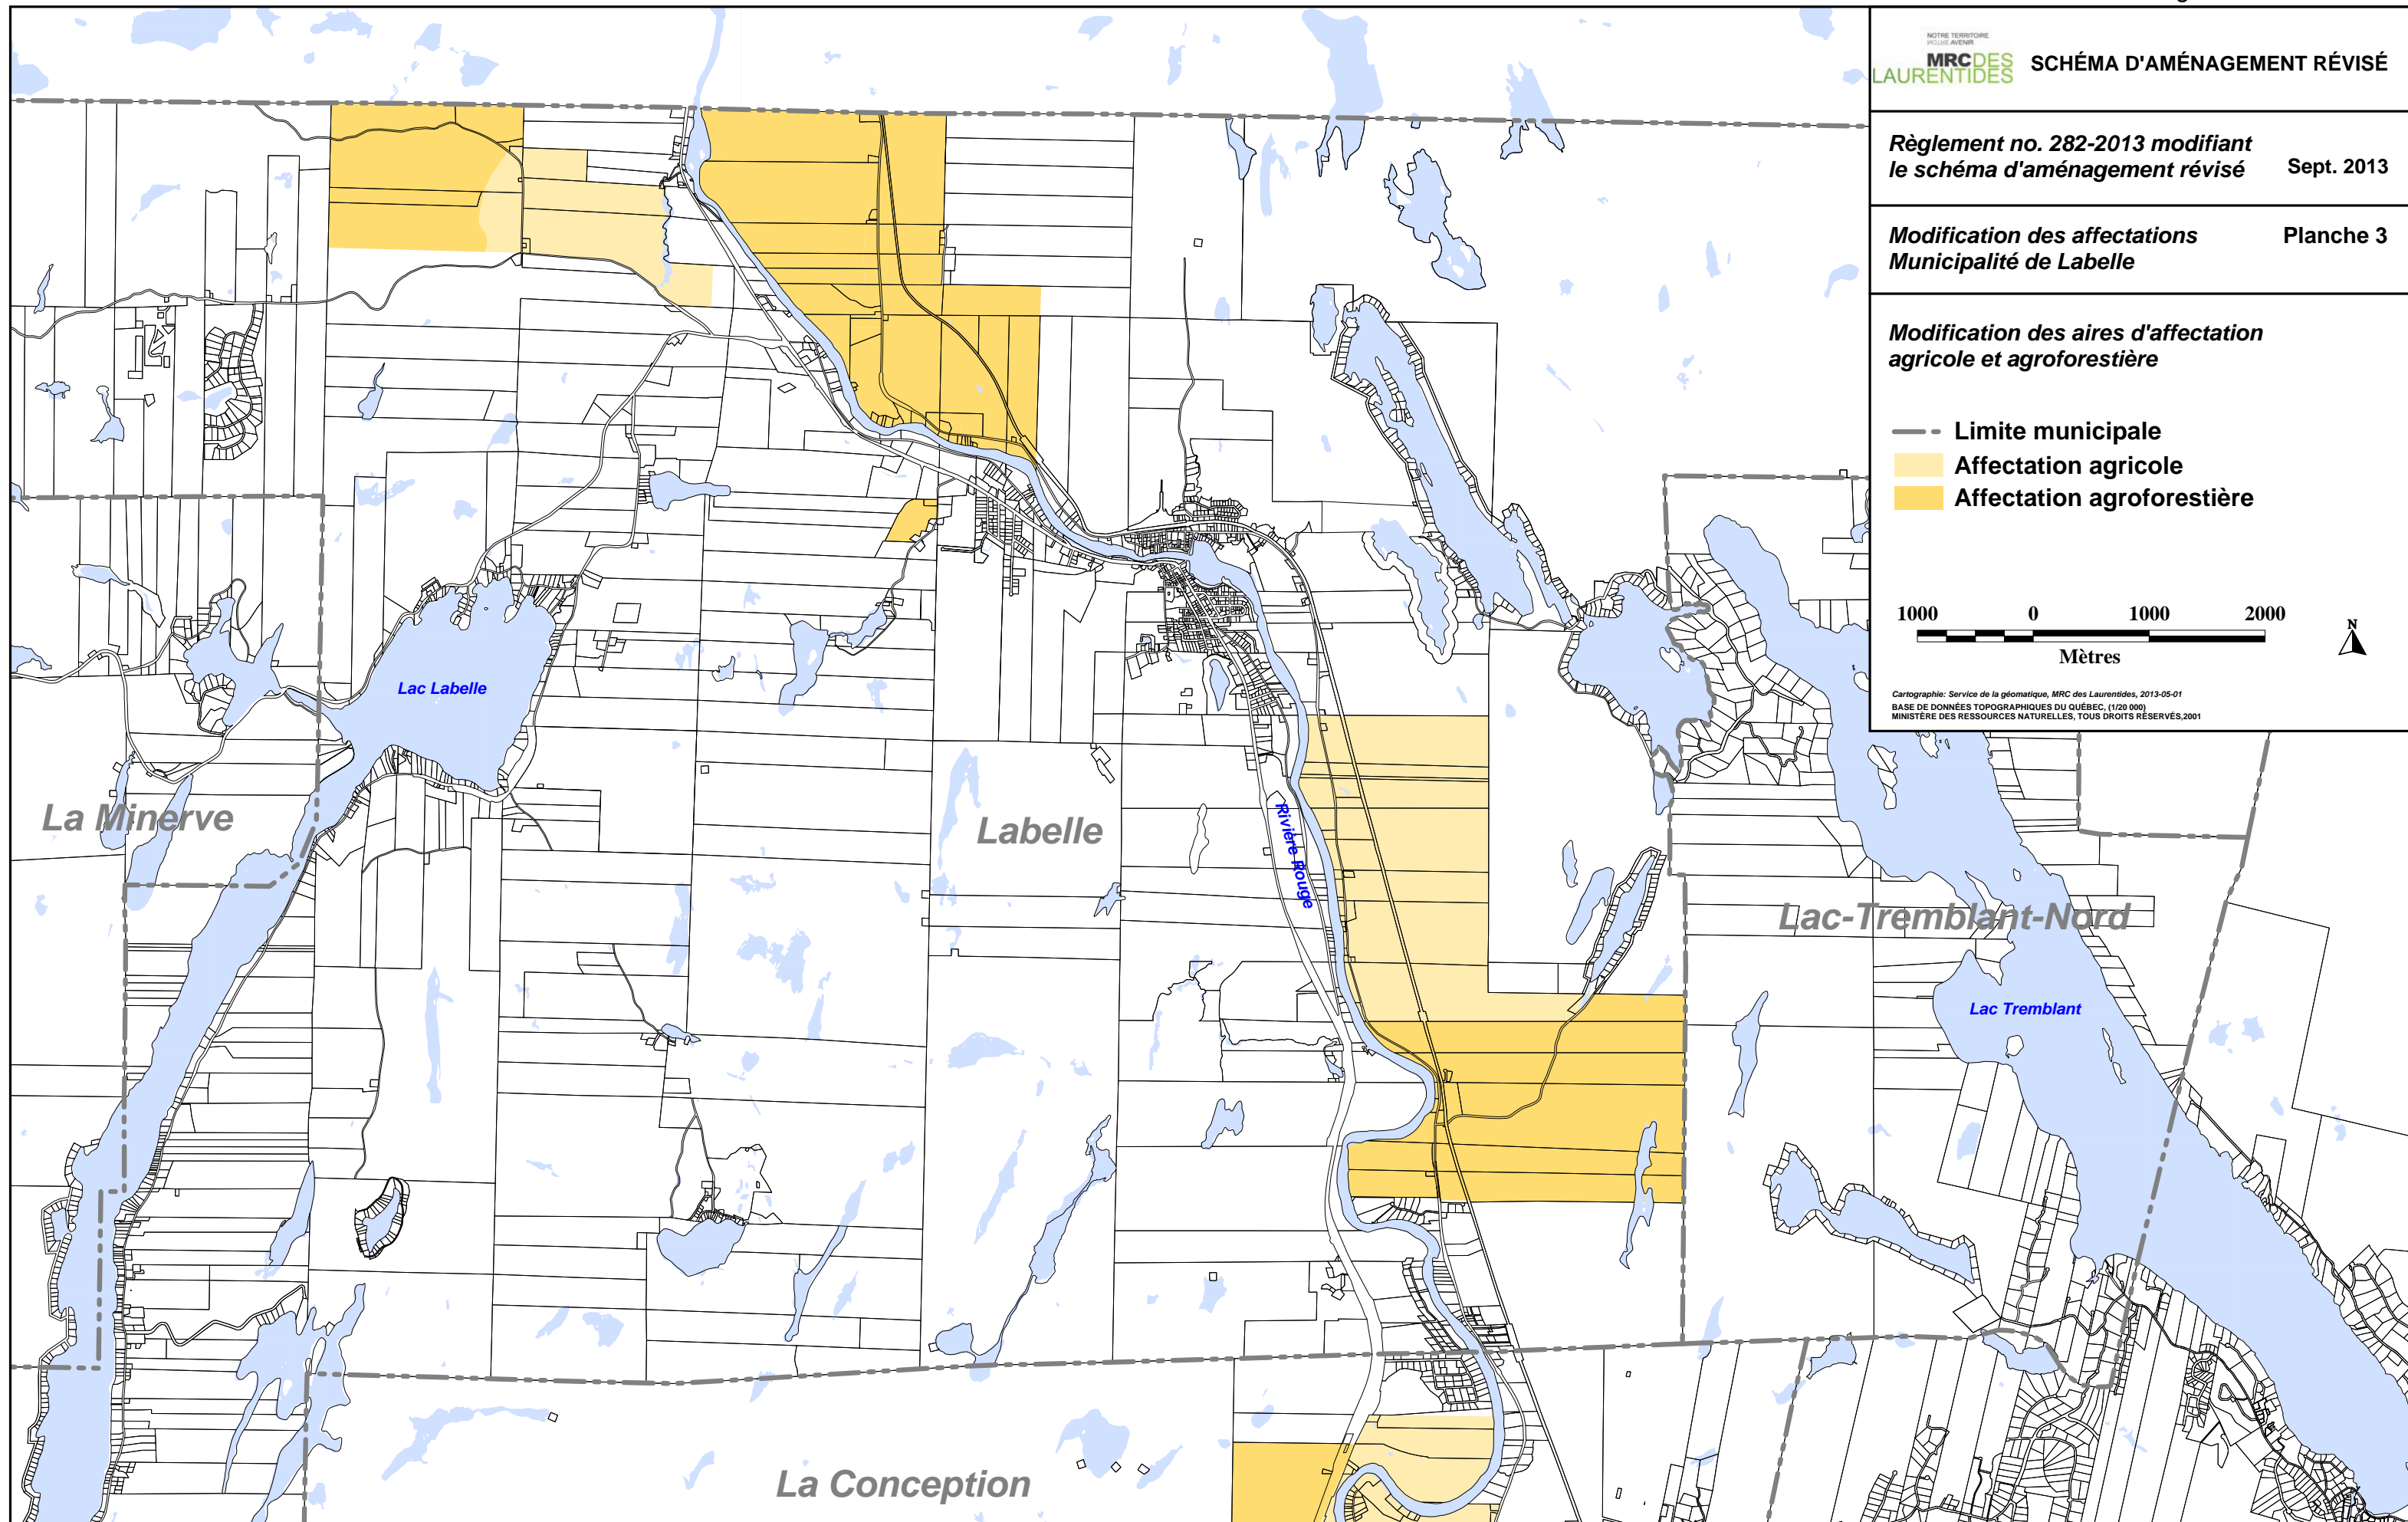 NOTRE TERRITOIRE
NOTRE AVENIR
MRC DES
LAURENTIDES
SCHÉMA D'AMÉNAGEMENT RÉVISÉ
Règlement no. 282-2013 modifiant
le schéma d'aménagement révisé
Sept. 2013
Modification des affectations
Municipalité de Labelle
Planche 3
Modification des aires d'affectation
agricole et agroforestière
Limite municipale
Affectation agricole
Affectation agroforestière
1000 0 1000 2000
Mètres
N
Cartographie: Service de la géomatique, MRC des Laurentides, 2013-05-01
BASE DE DONNÉES TOPOGRAPHIQUES DU QUÉBEC, (1/20 000)
MINISTÈRE DES RESSOURCES NATURELLES, TOUS DROITS RÉSERVÉS,2001
Lac Labelle
La Minerve
Labelle
Rivière Rouge
Lac-Tremblant-Nord
Lac Tremblant
La Conception